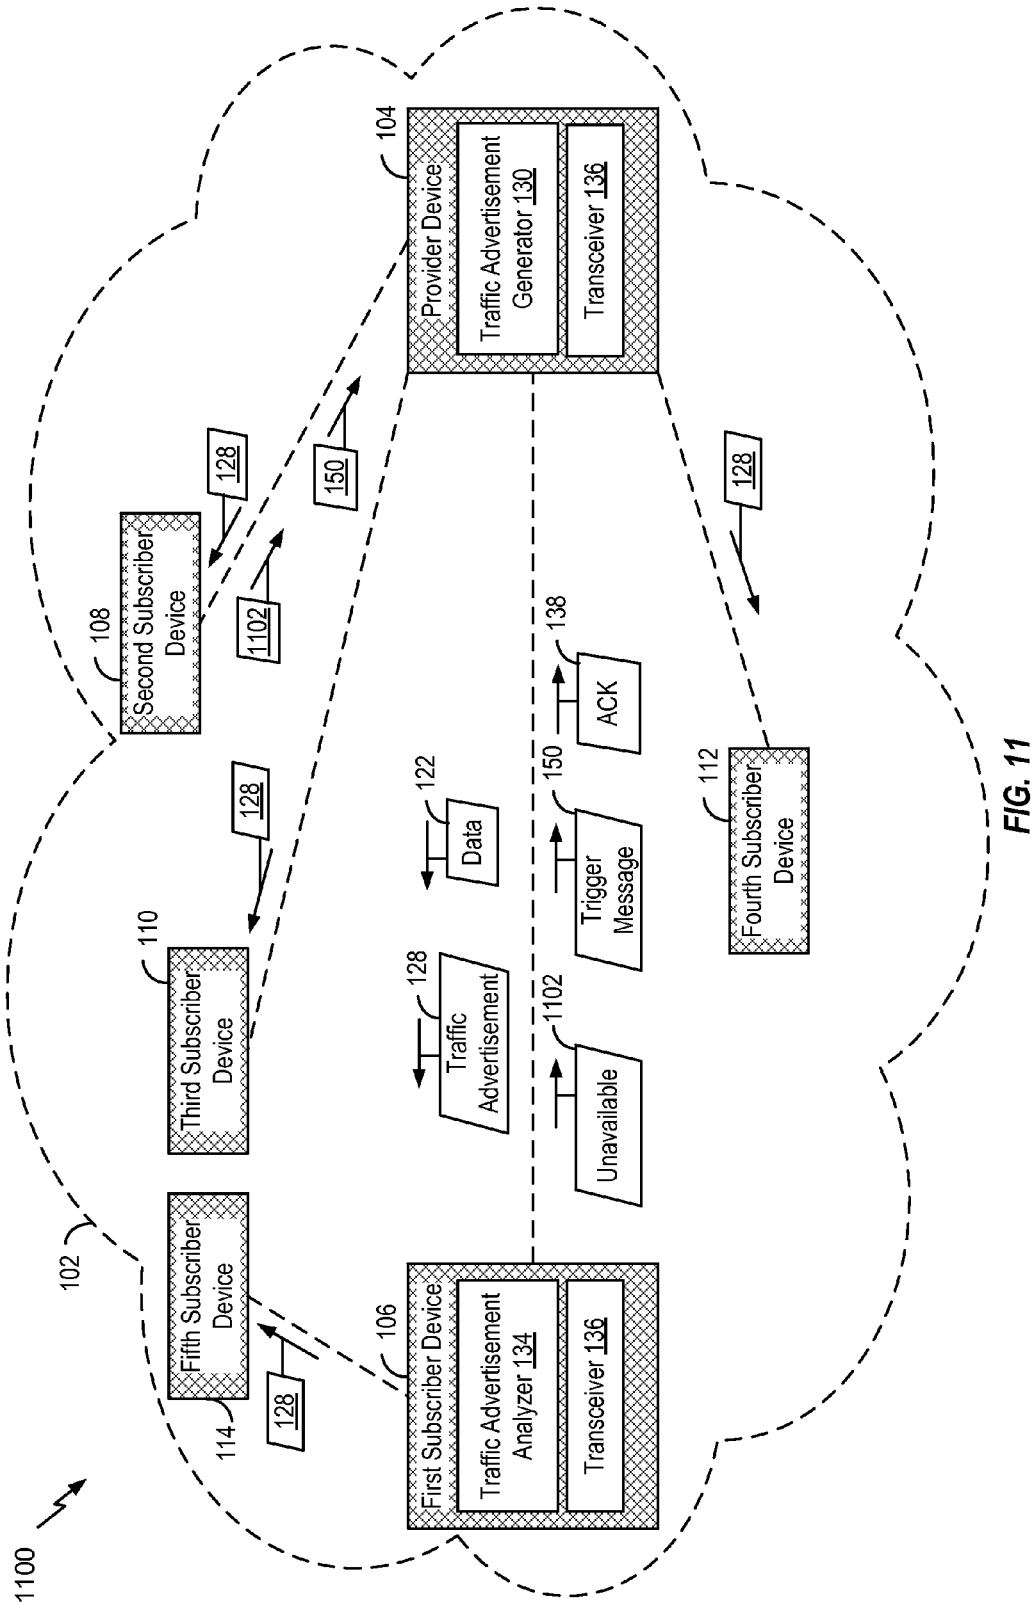 1100
102
114
Fifth Subscriber
Device
128
110
Third Subscriber
Device
128
108
Second Subscriber
Device
128
1102
150
106
First Subscriber Device
Traffic Advertisement
Analyzer 134
Transceiver 136
128
Traffic
Advertisement
122
Data
1102
Unavailable
150
Trigger
Message
138
ACK
104
Provider Device
Traffic Advertisement
Generator 130
Transceiver 136
112
Fourth Subscriber
Device
128
FIG. 11